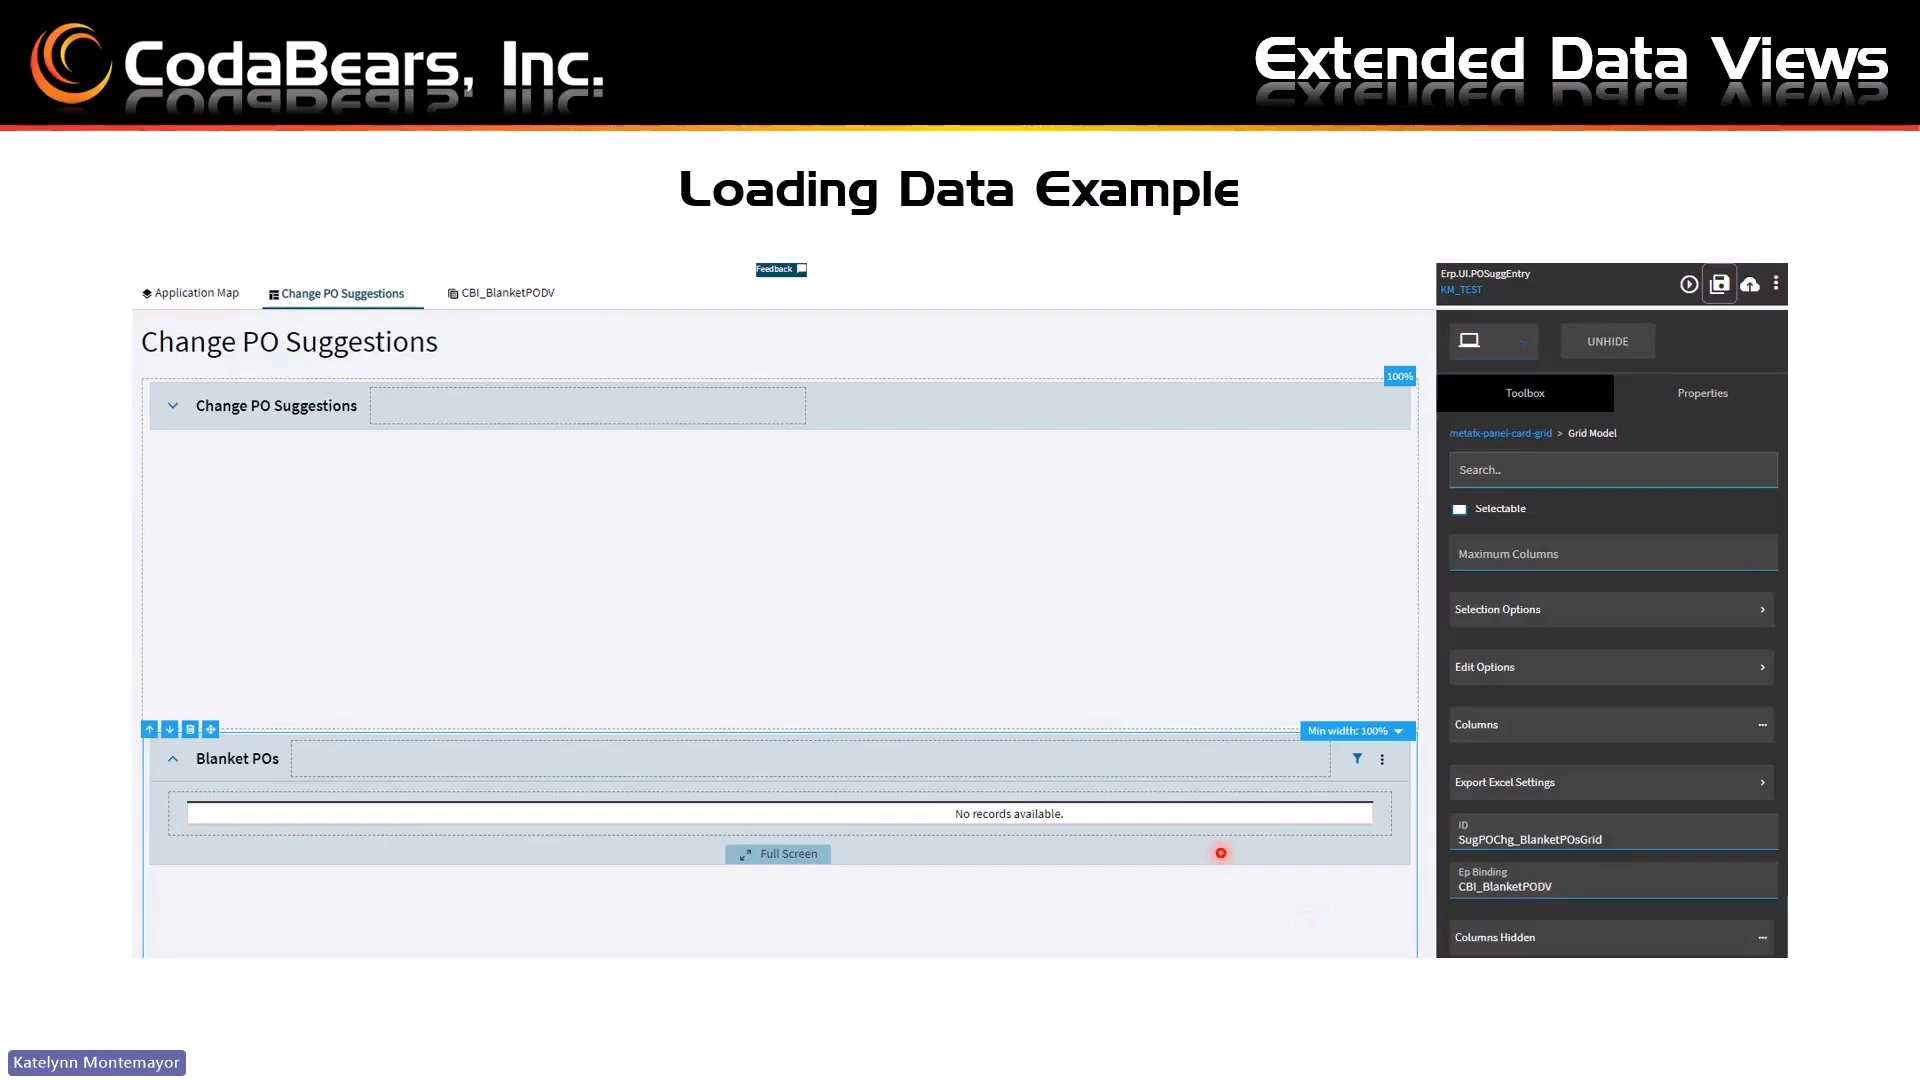 CodaBears, Inc.
Extended Data Views
Loading Data Example
Feedback
Application Map
Change PO Suggestions
CBI_BlanketPODV
Erp.UI.POSuggEntry
KM_TEST
Change PO Suggestions
UNHIDE
100%
Toolbox
Properties
Change PO Suggestions
metafx-panel-card-grid > Grid Model
Search..
Selectable
Maximum Columns
Selection Options
Edit Options
Columns
Min width: 100%
Blanket POs
Export Excel Settings
No records available.
ID
SugPOChg_BlanketPOsGrid
Full Screen
Ep Binding
CBI_BlanketPODV
Columns Hidden
Katelynn Montemayor